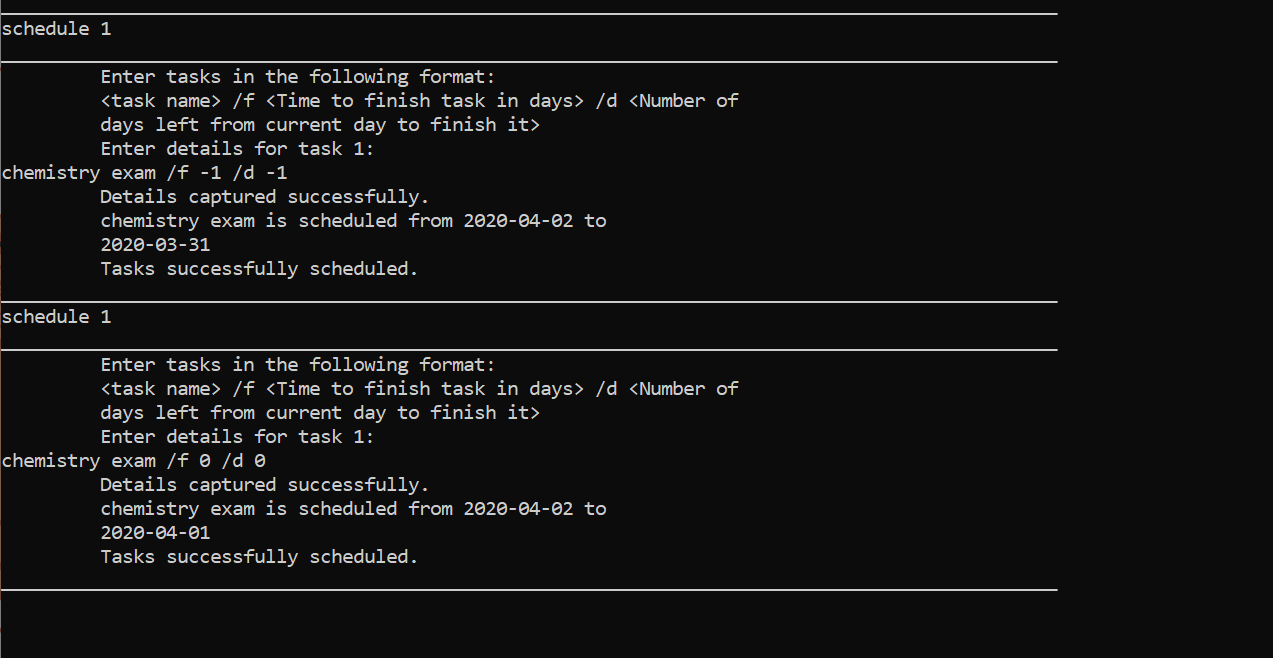 schedule 1
Enter tasks in the following format:
<task name> /f <Time to finish task in days> /d <Number of
days left from current day to finish it>
Enter details for task 1:
chemistry exam /f -1 /d -1
Details captured successfully.
chemistry exam is scheduled from 2020-04-02 to
2020-03-31
Tasks successfully scheduled.
schedule 1
Enter tasks in the following format:
<task name> /f <Time to finish task in days> /d <Number of
days left from current day to finish it>
Enter details for task 1:
chemistry exam /f 0 /d 0
Details captured successfully.
chemistry exam is scheduled from 2020-04-02 to
2020-04-01
Tasks successfully scheduled.